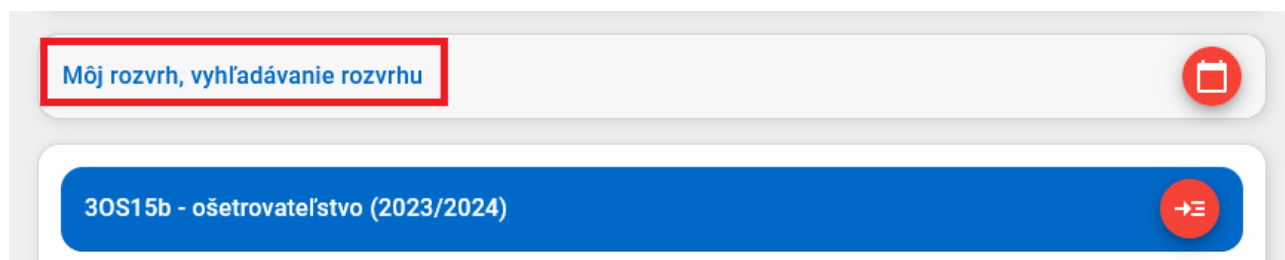 Môj rozvrh, vyhľadávanie rozvrhu
3OS15b - ošetrovateľstvo (2023/2024)